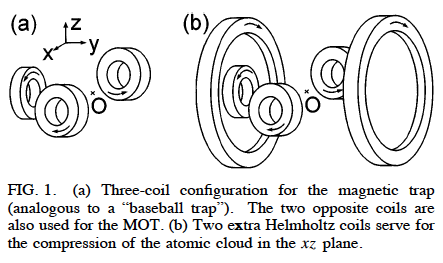 (a)
z
x
y
O
(b)
O
FIG. 1. (a) Three-coil configuration for the magnetic trap
(analogous to a “baseball trap”). The two opposite coils are
also used for the MOT. (b) Two extra Helmholtz coils serve for
the compression of the atomic cloud in the xz plane.